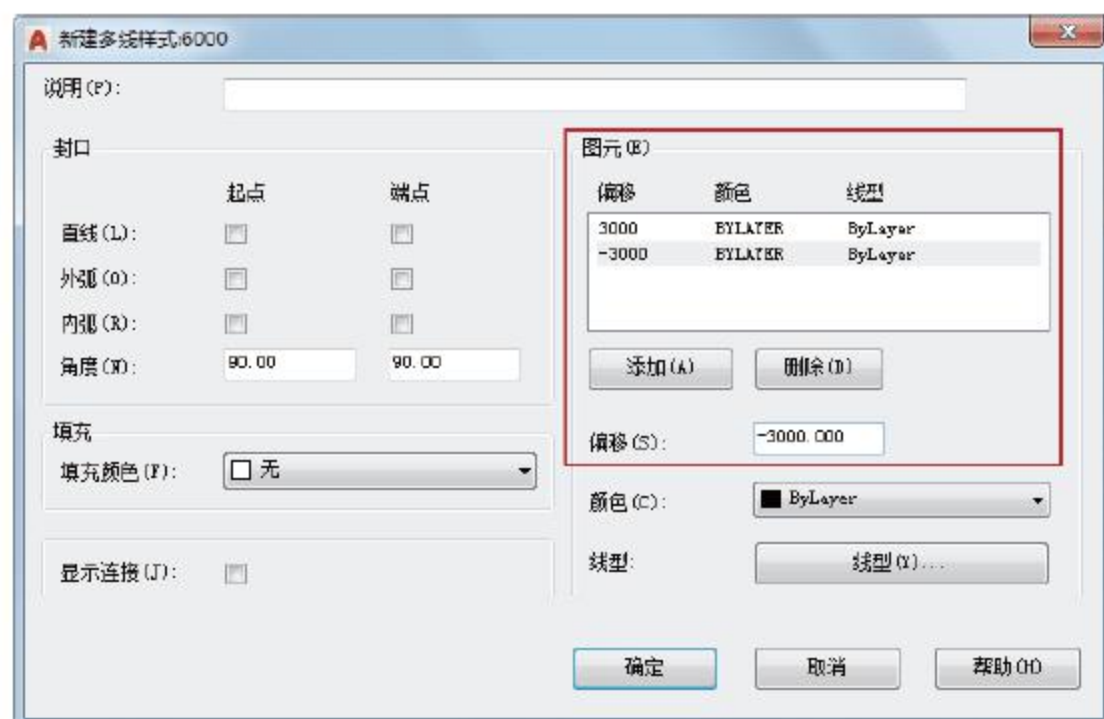 新建多线样式:6000
说明(P):
封口
起点 端点
直线(L):
外弧(O):
内弧(R):
角度(N): 90.00 90.00
填充
填充颜色(F): 无
显示连接(J):
图元(E)
偏移 颜色 线型
3000 BYLAYER ByLayer
-3000 BYLAYER ByLayer
添加(A) 删除(D)
偏移(S): -3000.000
颜色(C): ByLayer
线型: 线型(Y)...
确定 取消 帮助(H)